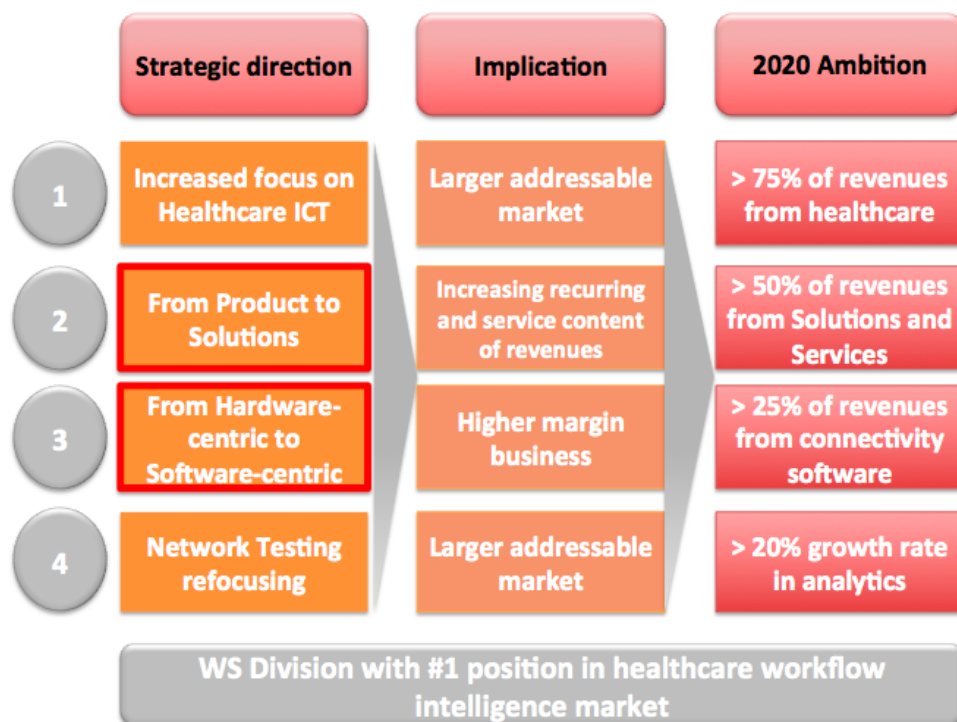 Strategic direction
Implication
2020 Ambition
1
Increased focus on
Healthcare ICT
Larger addressable
market
> 75% of revenues
from healthcare
2
From Product to
Solutions
Increasing recurring
and service content
of revenues
> 50% of revenues
from Solutions and
Services
3
From Hardware-
centric to
Software-centric
Higher margin
business
> 25% of revenues
from connectivity
software
4
Network Testing
refocusing
Larger addressable
market
> 20% growth rate
in analytics
WS Division with #1 position in healthcare workflow
intelligence market